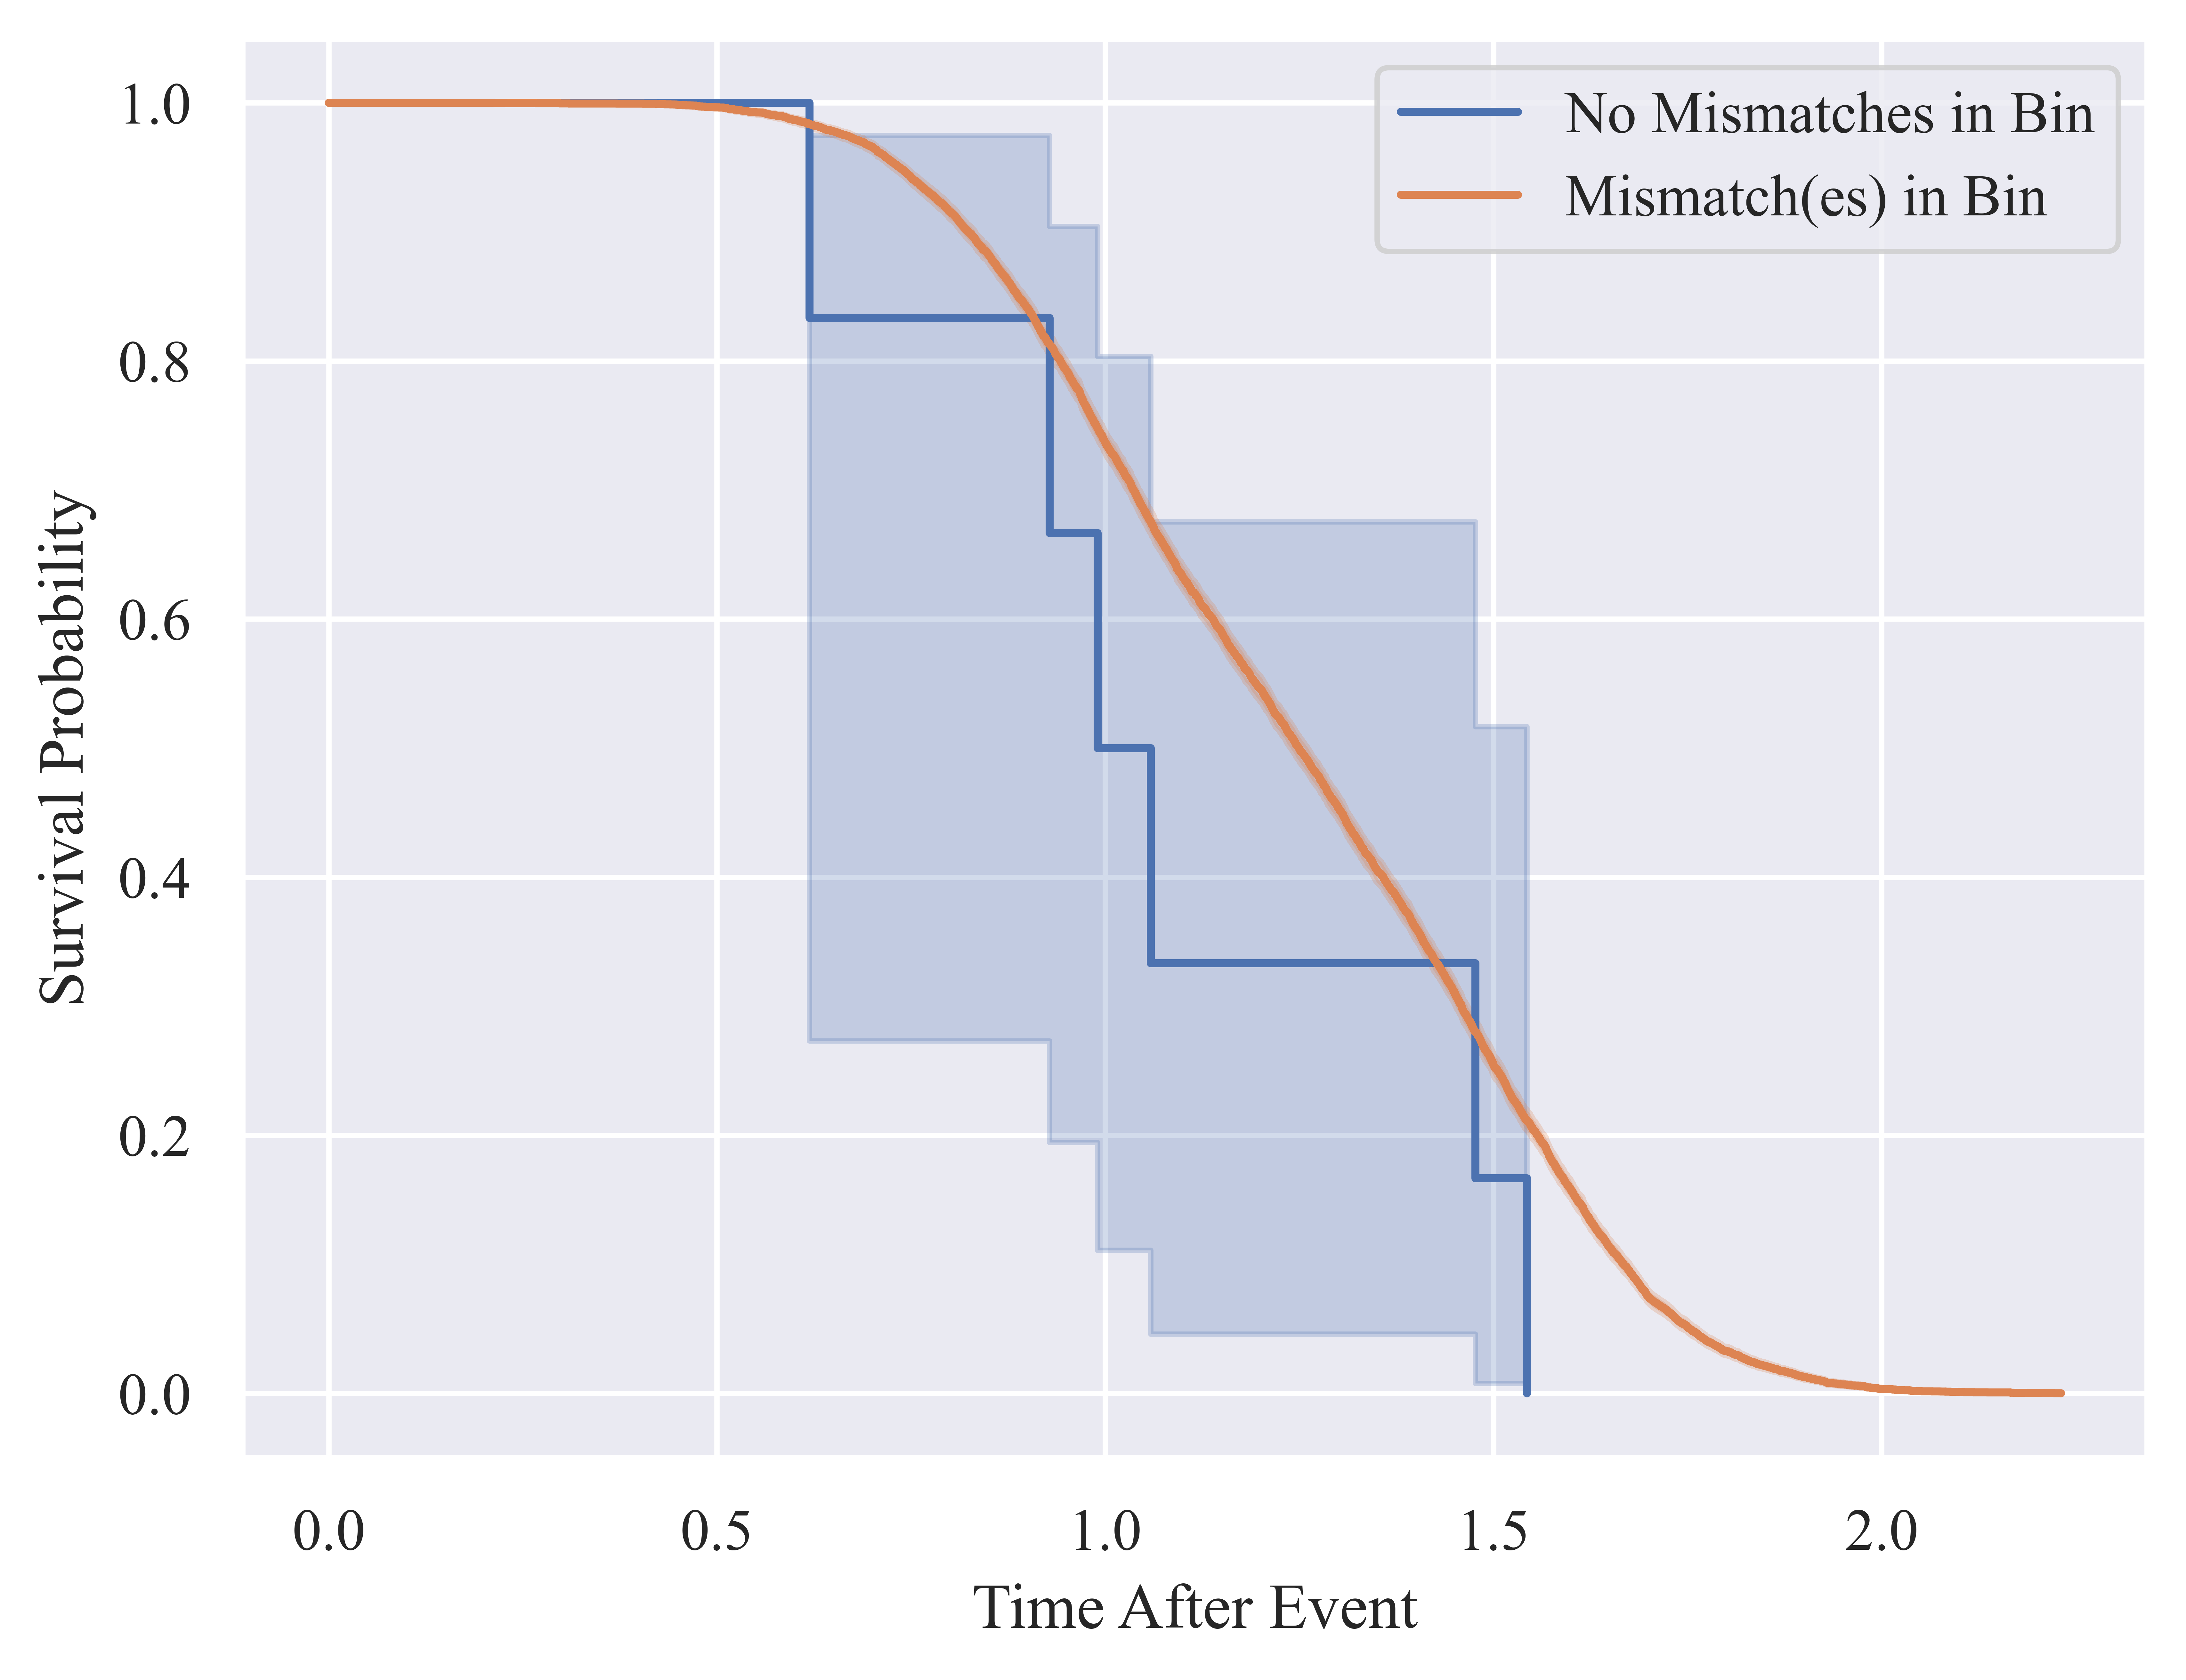 No Mismatches in Bin
Mismatch(es) in Bin
Survival Probability
1.0
0.8
0.6
0.4
0.2
0.0
0.0 0.5 1.0 1.5 2.0
Time After Event